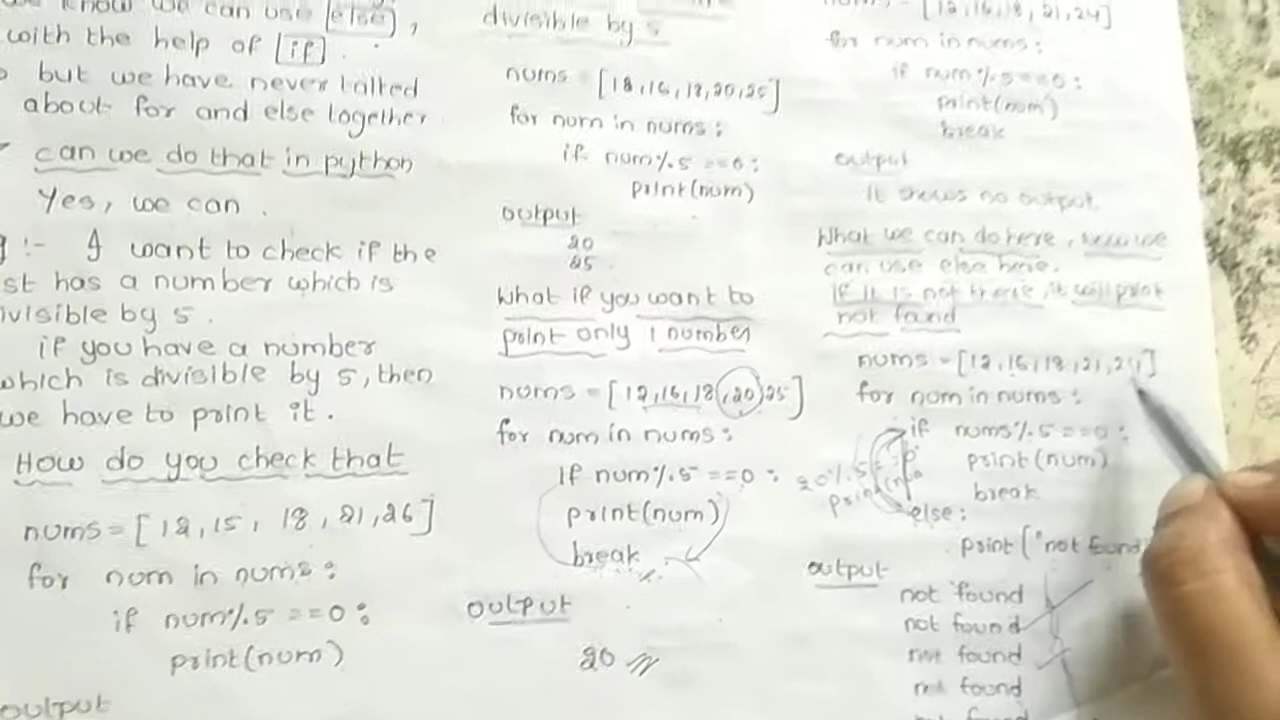 know we can use else,
with the help of if.
but we have never talked
about for and else together
can we do that in python
Yes, we can.
:- I want to check if the
st has a number which is
ivisible by 5.
if you have a number
which is divisible by 5, then
we have to print it.
How do you check that
nums=[12,15, 18, 21,26]
for num in nums:
if num%5 ==0:
print(num)
output
divisible by 5
nums = [18,16,18,20,25]
for num in nums:
if num%5 ==0:
print(num)
output
20
25
What if you want to
print only 1 number
nums = [12,16,18,20,25]
for num in nums:
if num%5 ==0:
print(num)
break
output
20
[12,16,18,21,24]
for num in nums:
if num%5==0:
print(num)
break
output
It shows no output.
What we can do here, we
can use else here.
if it is not there, it will print
not found
nums =[12,16,18,21,24]
for num in nums:
if nums%5==0:
print(num)
break
else:
print("not found
20%5=
output
not found
not found
not found
not found
not found